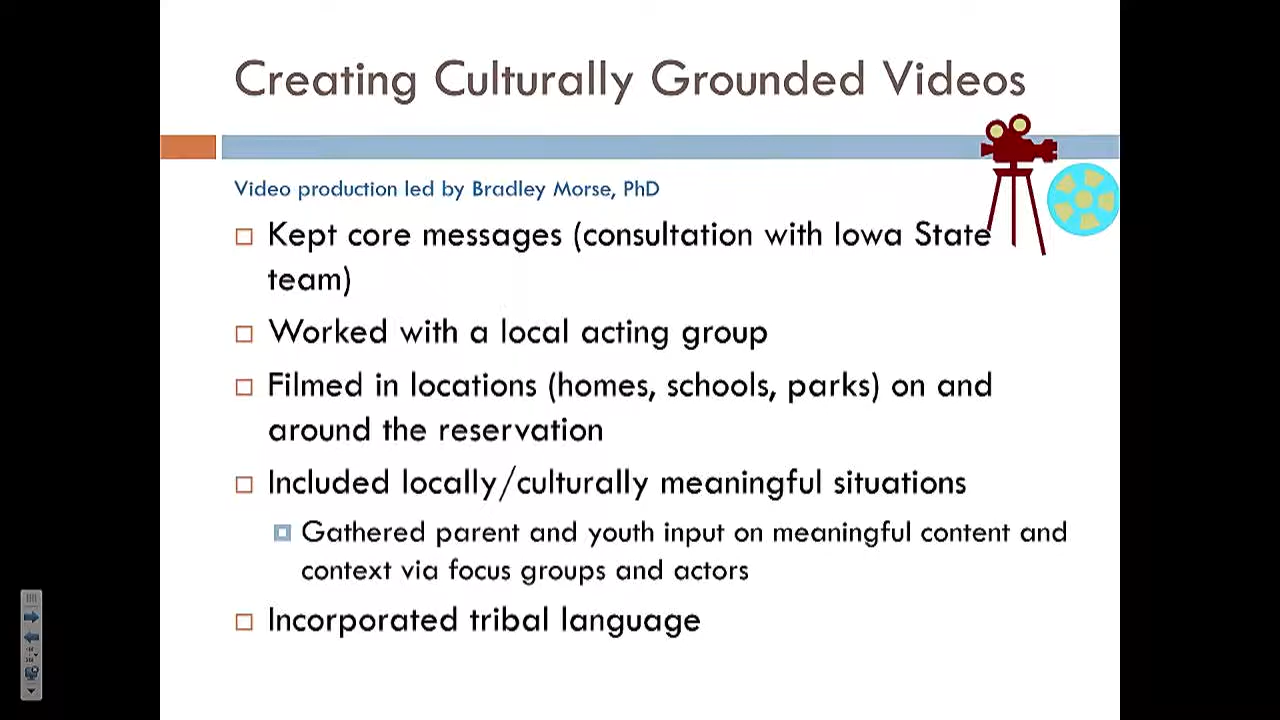 Creating Culturally Grounded Videos
Video production led by Bradley Morse, PhD
Kept core messages (consultation with Iowa State
team)
Worked with a local acting group
Filmed in locations (homes, schools, parks) on and
around the reservation
Included locally/culturally meaningful situations
Gathered parent and youth input on meaningful content and
context via focus groups and actors
Incorporated tribal language